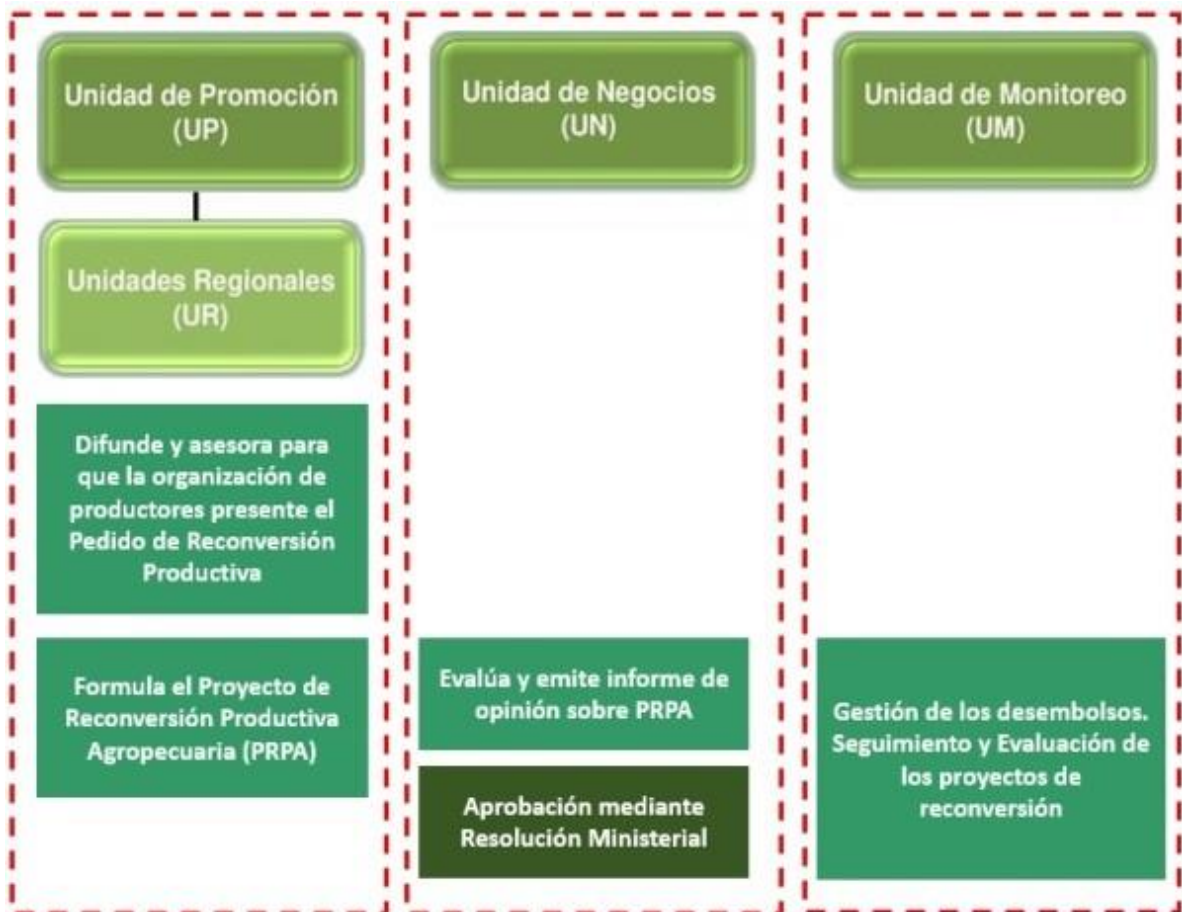 Unidad de Promoción
(UP)
Unidades Regionales
(UR)
Difunde y asesora para
que la organización de
productores presente el
Pedido de Reconversión
Productiva
Formula el Proyecto de
Reconversión Productiva
Agropecuaria (PRPA)
Unidad de Negocios
(UN)
Evalúa y emite informe de
opinión sobre PRPA
Aprobación mediante
Resolución Ministerial
Unidad de Monitoreo
(UM)
Gestión de los desembolsos.
Seguimiento y Evaluación de
los proyectos de
reconversión